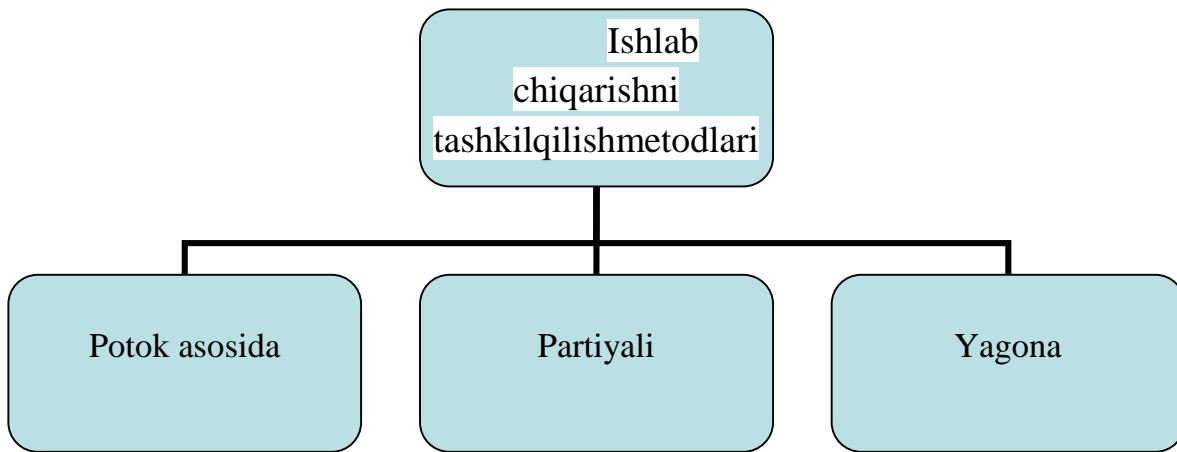 Ishlab
chiqarishni
tashkilqilishmetodlari
Potok asosida
Partiyali
Yagona